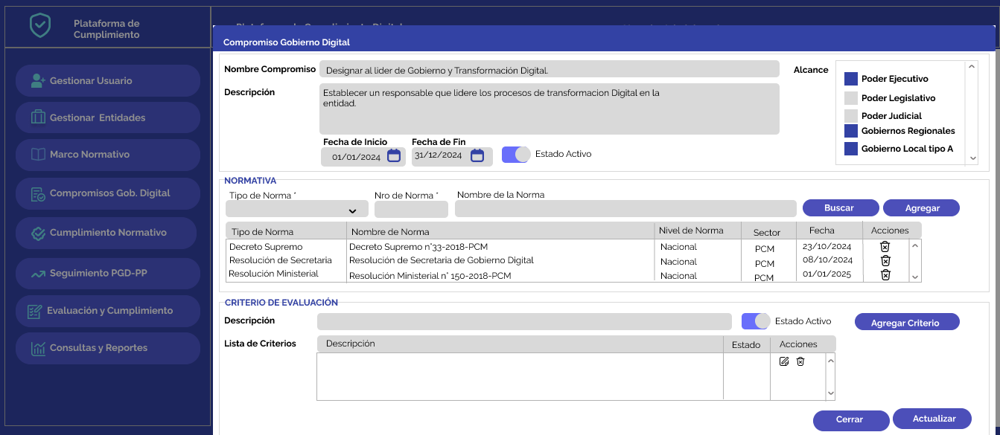 Plataforma de
Cumplimiento
Gestionar Usuario
Gestionar Entidades
Marco Normativo
Compromisos Gob. Digital
Cumplimiento Normativo
Seguimiento PGD-PP
Evaluación y Cumplimiento
Consultas y Reportes
Compromiso Gobierno Digital
Nombre Compromiso
Designar al lider de Gobierno y Transformación Digital.
Alcance
Poder Ejecutivo
Poder Legislativo
Poder Judicial
Gobiernos Regionales
Gobierno Local tipo A
Descripción
Establecer un responsable que lidere los procesos de transformacion Digital en la
entidad.
Fecha de Inicio
Fecha de Fin
01/01/2024
31/12/2024
Estado Activo
NORMATIVA
Tipo de Norma *
Nro de Norma *
Nombre de la Norma
Buscar
Agregar
Tipo de Norma Nombre de Norma Nivel de Norma Sector Fecha Acciones
Decreto Supremo Decreto Supremo n°33-2018-PCM Nacional PCM 23/10/2024
Resolución de Secretaria Resolución de Secretaria de Gobierno Digital Nacional PCM 08/10/2024
Resolución Ministerial Resolución Ministerial n° 150-2018-PCM Nacional PCM 01/01/2025
CRITERIO DE EVALUACIÓN
Descripción
Estado Activo
Agregar Criterio
Lista de Criterios
Descripción Estado Acciones
Cerrar
Actualizar